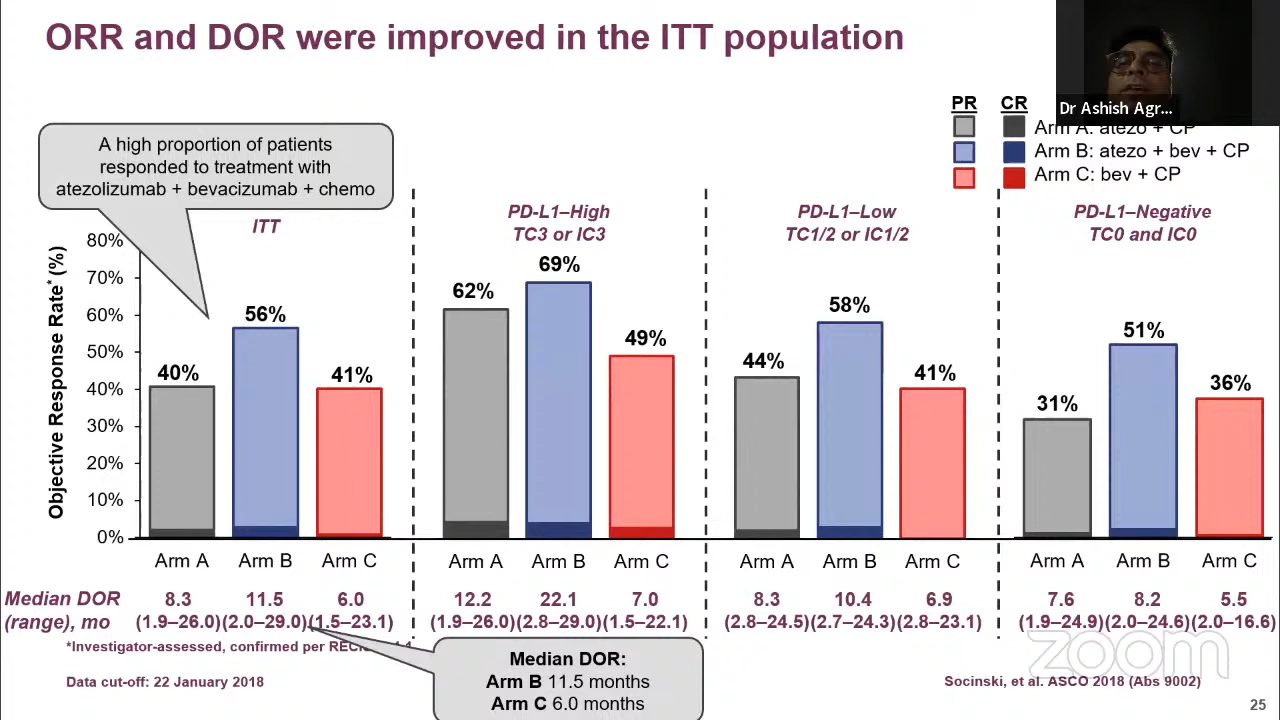 ORR and DOR were improved in the ITT population
Dr Ashish Agr...
PR CR
Arm A: atezo + CP
Arm B: atezo + bev + CP
Arm C: bev + CP
A high proportion of patients
responded to treatment with
atezolizumab + bevacizumab + chemo
ITT
PD-L1–High
TC3 or IC3
PD-L1–Low
TC1/2 or IC1/2
PD-L1–Negative
TC0 and IC0
Objective Response Rate* (%)
80%
70%
60%
50%
40%
30%
20%
10%
0%
40% 56% 41%
62% 69% 49%
44% 58% 41%
31% 51% 36%
Arm A Arm B Arm C Arm A Arm B Arm C Arm A Arm B Arm C Arm A Arm B Arm C
Median DOR 8.3 11.5 6.0 12.2 22.1 7.0 8.3 10.4 6.9 7.6 8.2 5.5
(range), mo (1.9–26.0) (2.0–29.0) (1.5–23.1) (1.9–26.0) (2.8–29.0) (1.5–22.1) (2.8–24.5) (2.7–24.3) (2.8–23.1) (1.9–24.9) (2.0–24.6) (2.0–16.6)
*Investigator-assessed, confirmed per
Median DOR:
Arm B 11.5 months
Arm C 6.0 months
Data cut-off: 22 January 2018
Socinski, et al. ASCO 2018 (Abs 9002)
zoom
25